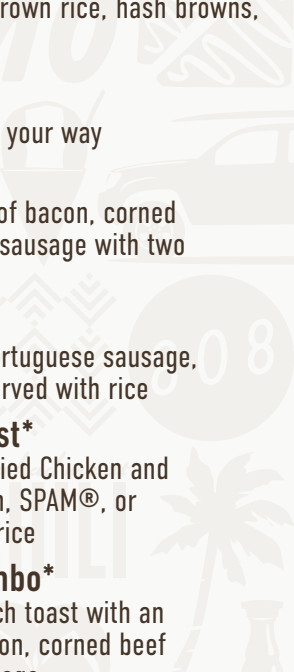 rown rice, hash browns,
your way
of bacon, corned
sausage with two
rtuguese sausage,
rved with rice
st*
ied Chicken and
n, SPAM®, or
rice
nbo*
ch toast with an
on, corned beef
808